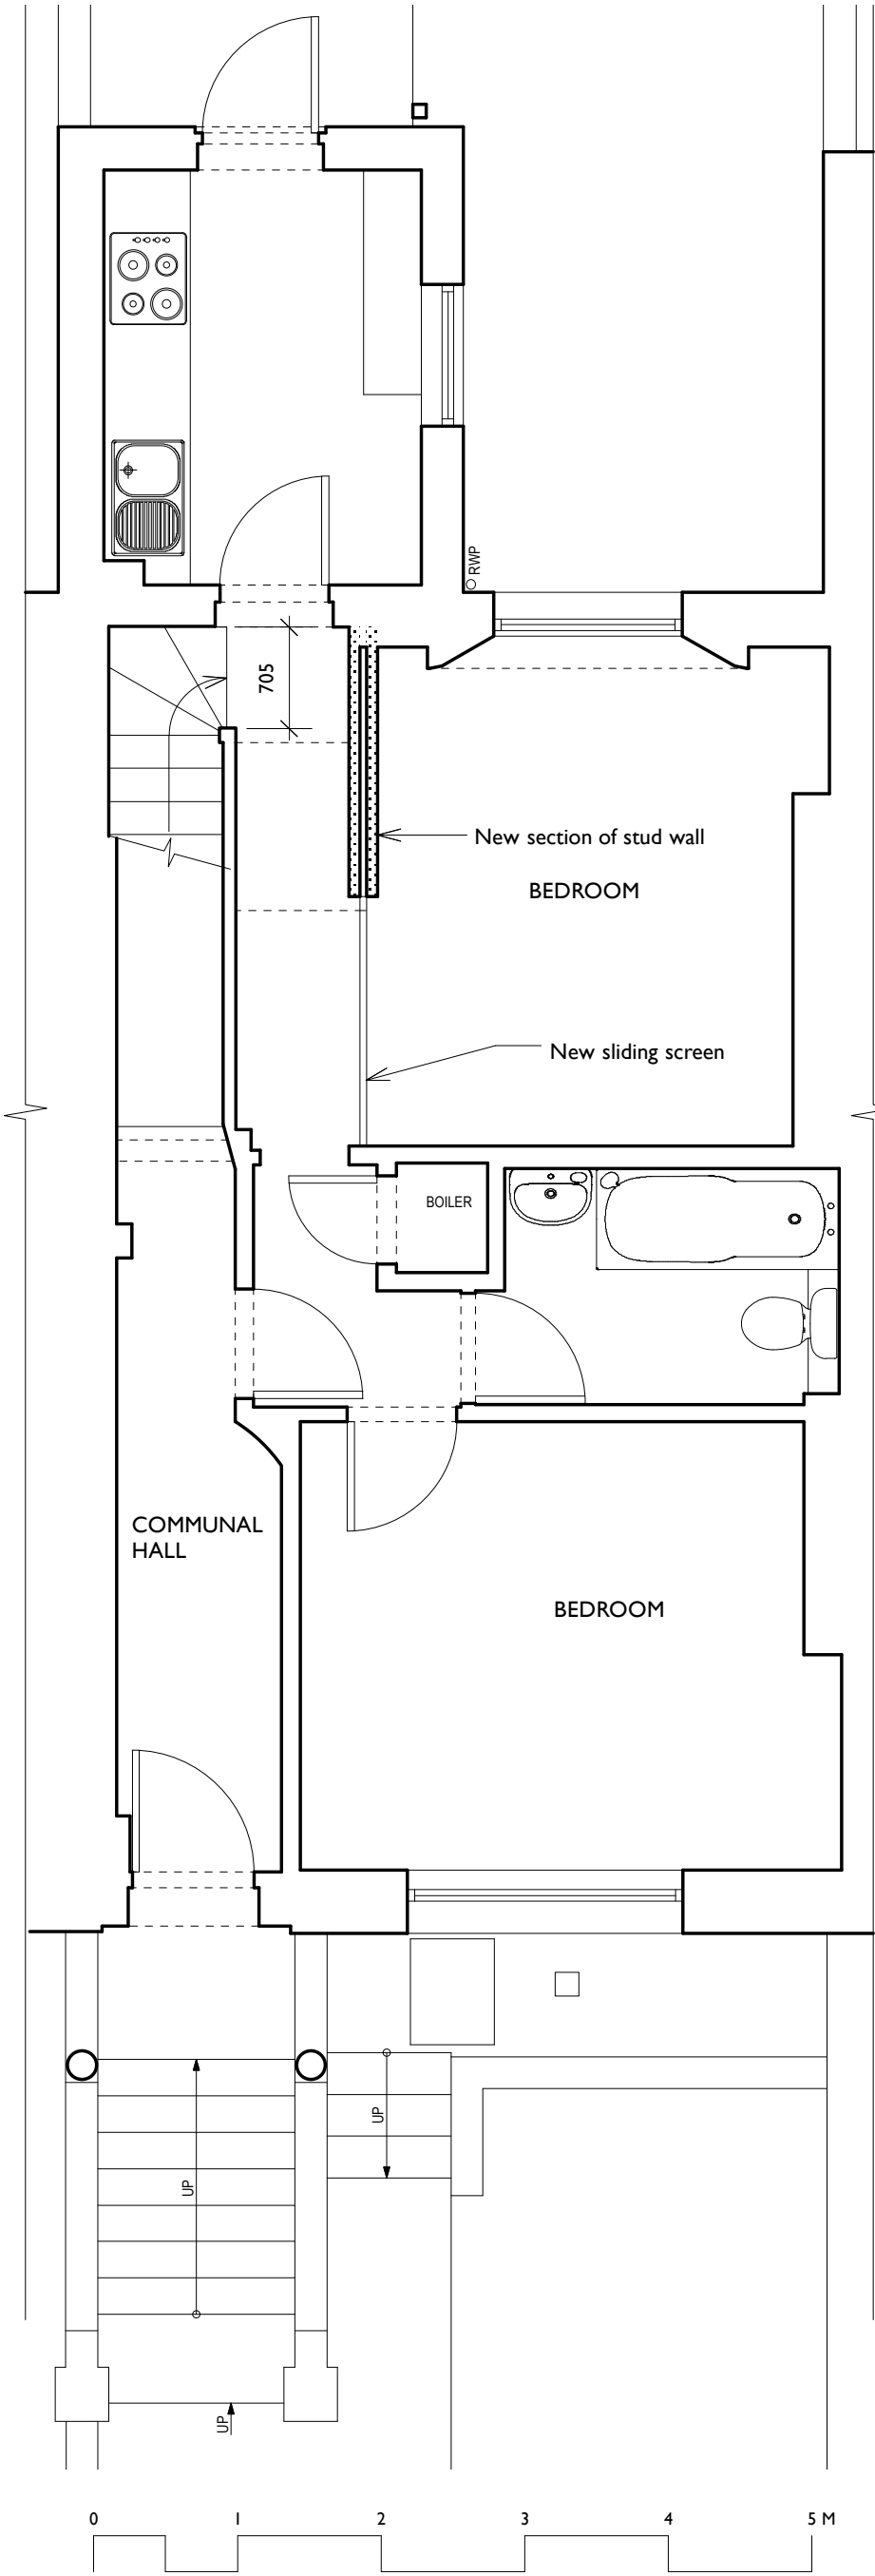 RWP
705
New section of stud wall
BEDROOM
New sliding screen
BOILER
COMMUNAL
HALL
BEDROOM
UP
UP
UP
0 1 2 3 4 5 M